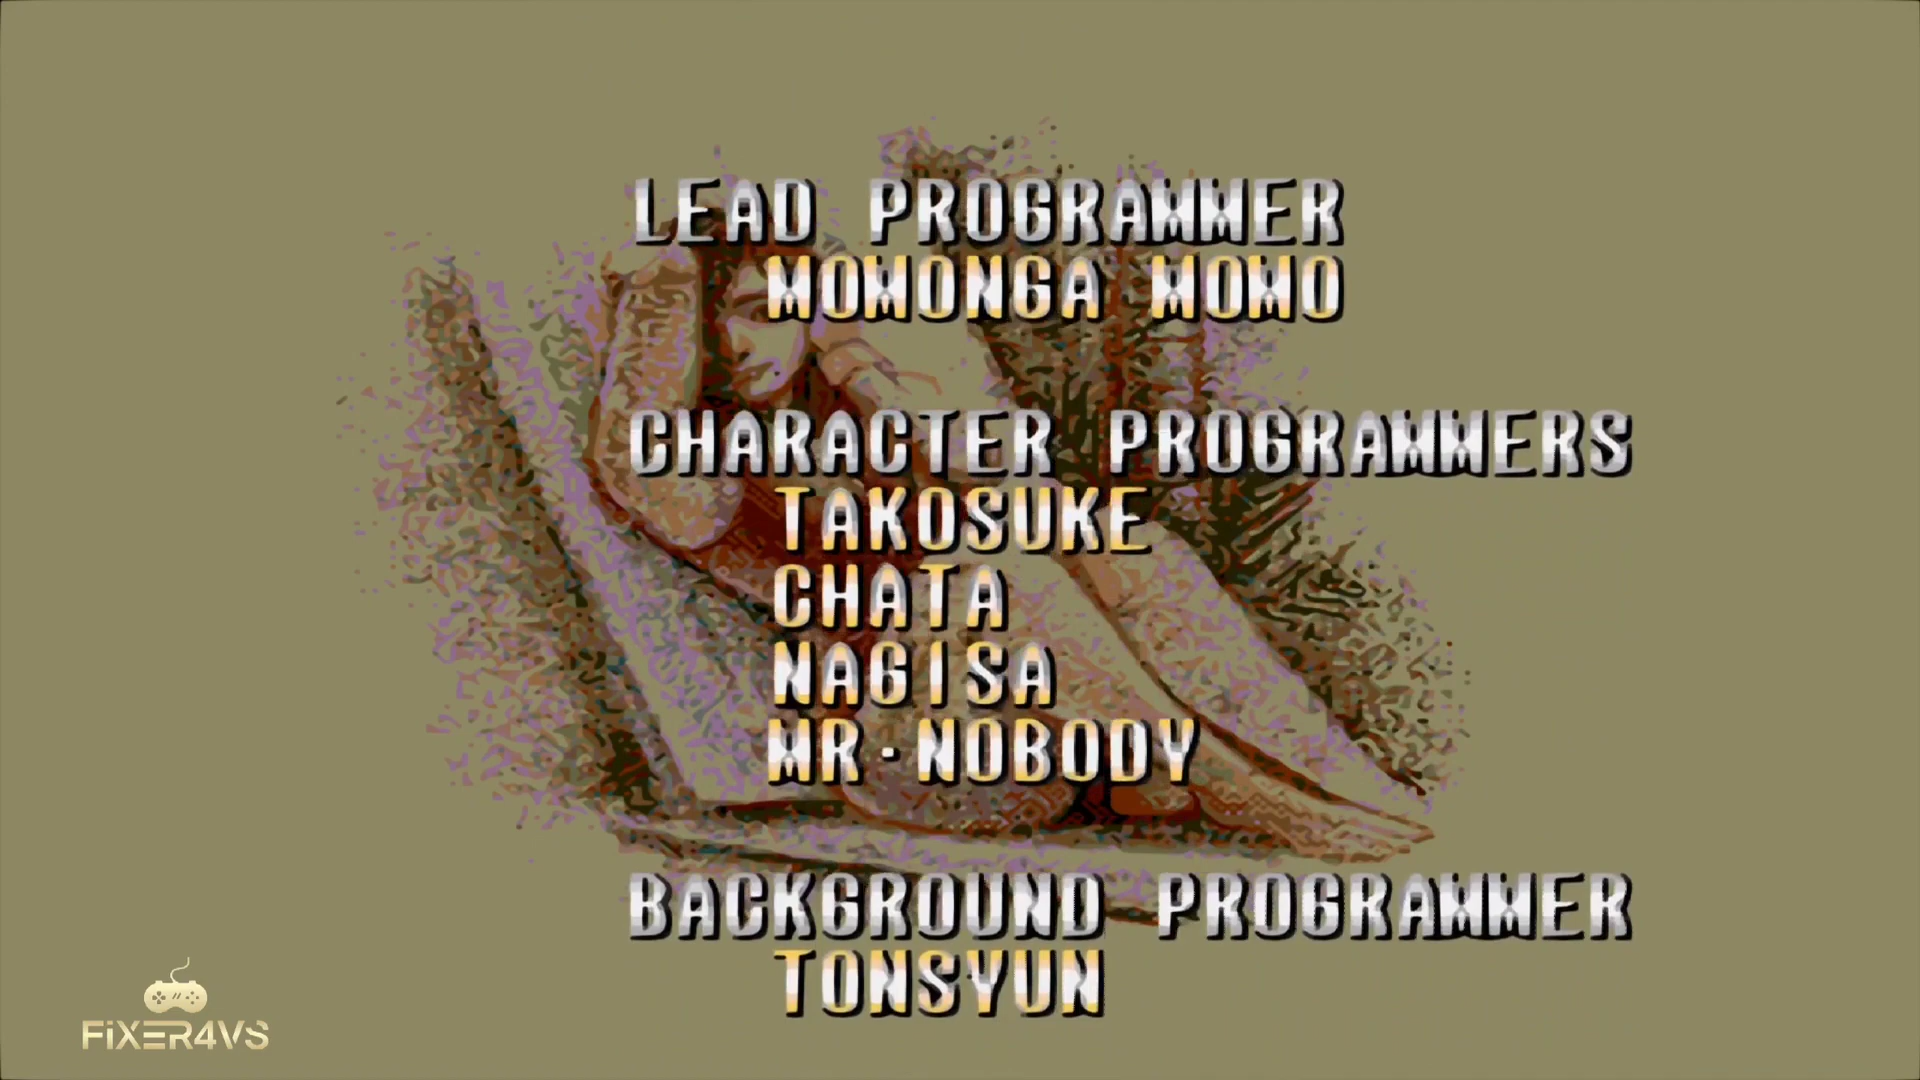 LEAD PROGRAMMER
MOMONGA MOMO
CHARACTER PROGRAMMERS
TAKOSUKE
CHATA
NAGISA
MR·NOBODY
BACKGROUND PROGRAMMER
TONSYUN
FiXER4VS